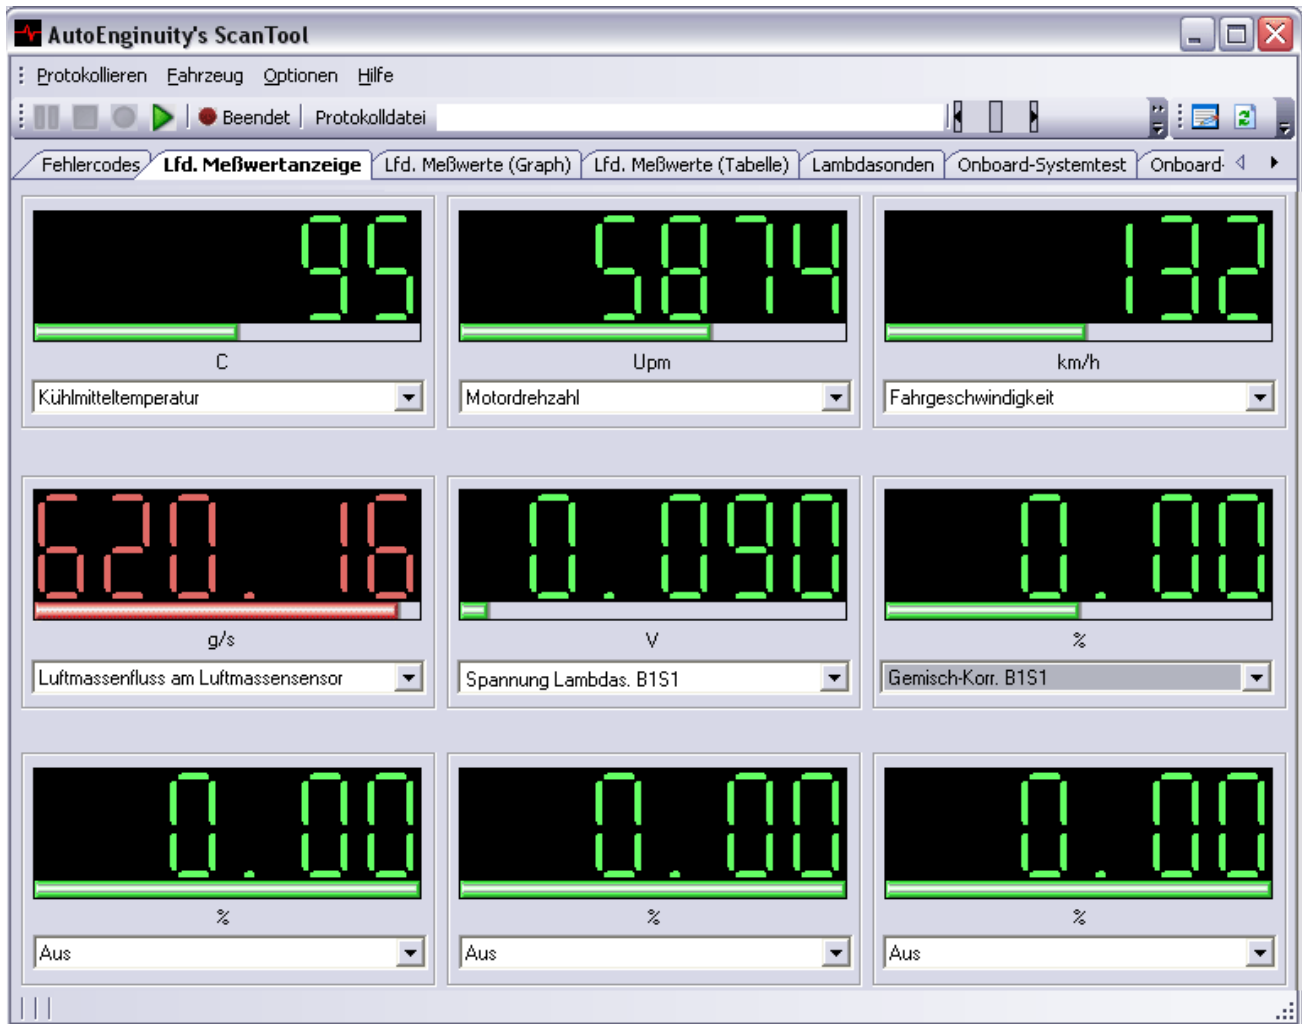 AutoEnginuity's ScanTool
Protokollieren Fahrzeug Optionen Hilfe
Beendet Protokolldatei
Fehlercodes Lfd. Meßwertanzeige Lfd. Meßwerte (Graph) Lfd. Meßwerte (Tabelle) Lambdasonden Onboard-Systemtest Onboard-
95 5874 132
C Upm km/h
Kühlmitteltemperatur Motordrehzahl Fahrgeschwindigkeit
620.16 0.090 0.00
g/s V %
Luftmassenfluss am Luftmassensensor Spannung Lambdas. B1S1 Gemisch-Korr. B1S1
0.00 0.00 0.00
% % %
Aus Aus Aus